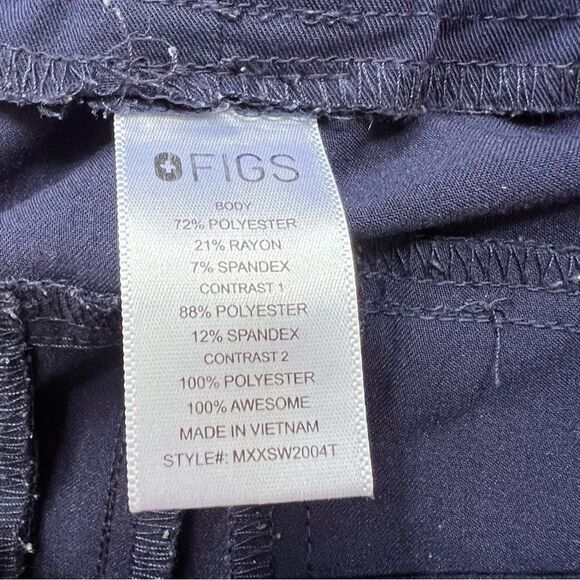 FIGS
BODY
72% POLYESTER
21% RAYON
7% SPANDEX
CONTRAST 1
88% POLYESTER
12% SPANDEX
CONTRAST 2
100% POLYESTER
100% AWESOME
MADE IN VIETNAM
STYLE#: MXXSW2004T